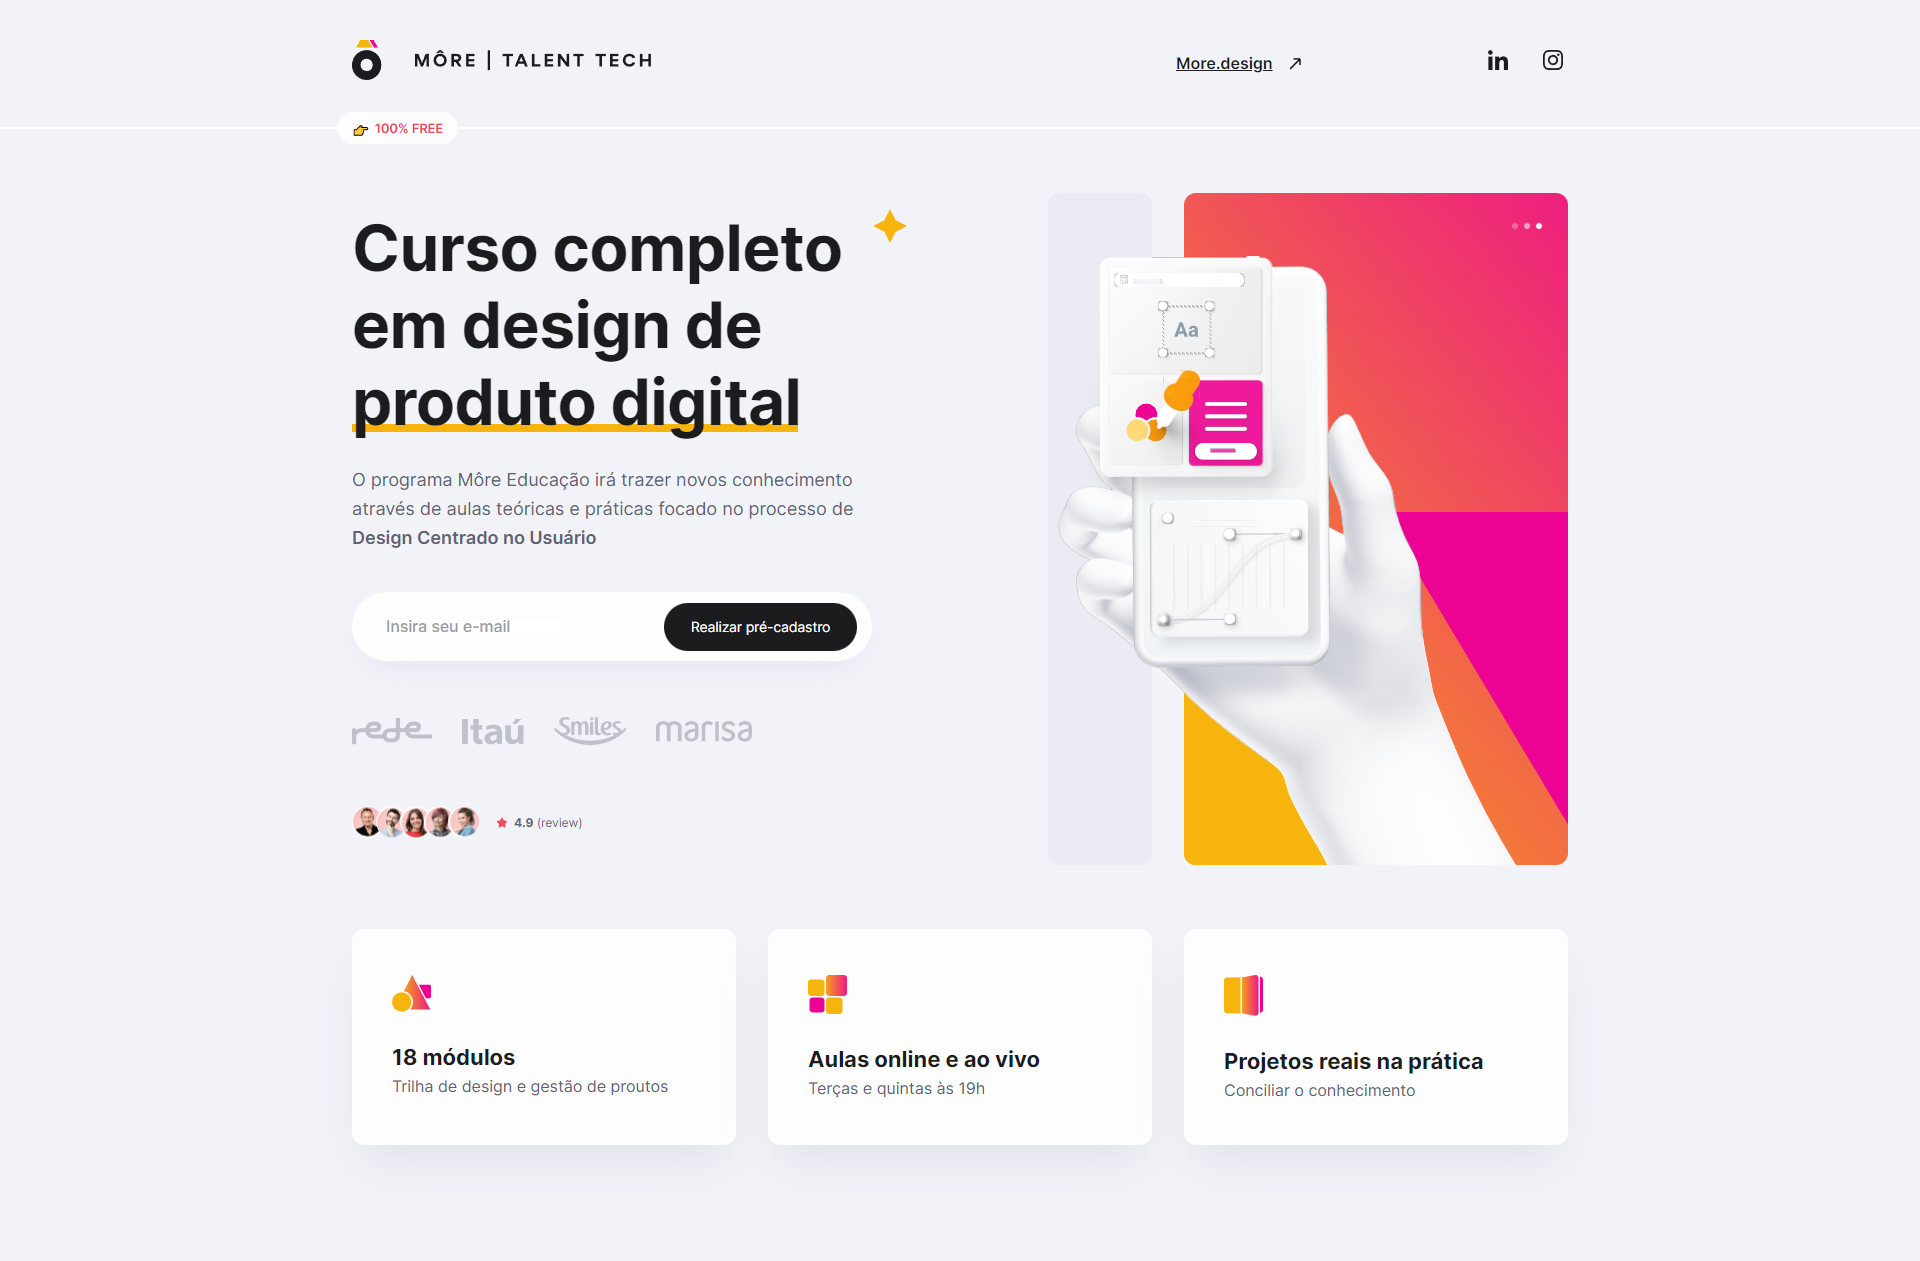 MÔRE | TALENT TECH
More.design
100% FREE
Curso completo
em design de
produto digital
O programa Môre Educação irá trazer novos conhecimento
através de aulas teóricas e práticas focado no processo de
Design Centrado no Usuário
Insira seu e-mail
Realizar pré-cadastro
rede Itaú Smiles marisa
4.9 (review)
Aa
18 módulos
Trilha de design e gestão de proutos
Aulas online e ao vivo
Terças e quintas às 19h
Projetos reais na prática
Conciliar o conhecimento